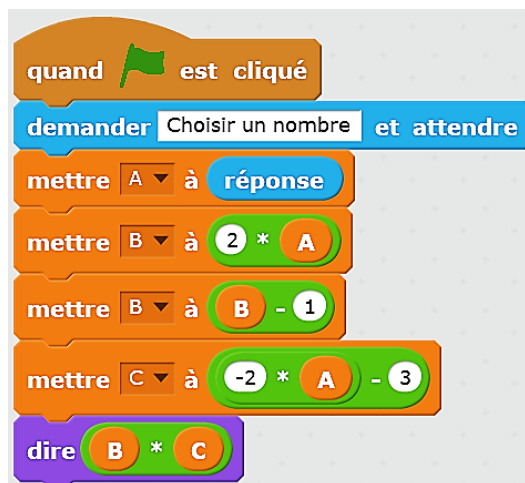 quand est cliqué
demander Choisir un nombre et attendre
mettre A à réponse
mettre B à 2 * A
mettre B à B - 1
mettre C à -2 * A - 3
dire B * C